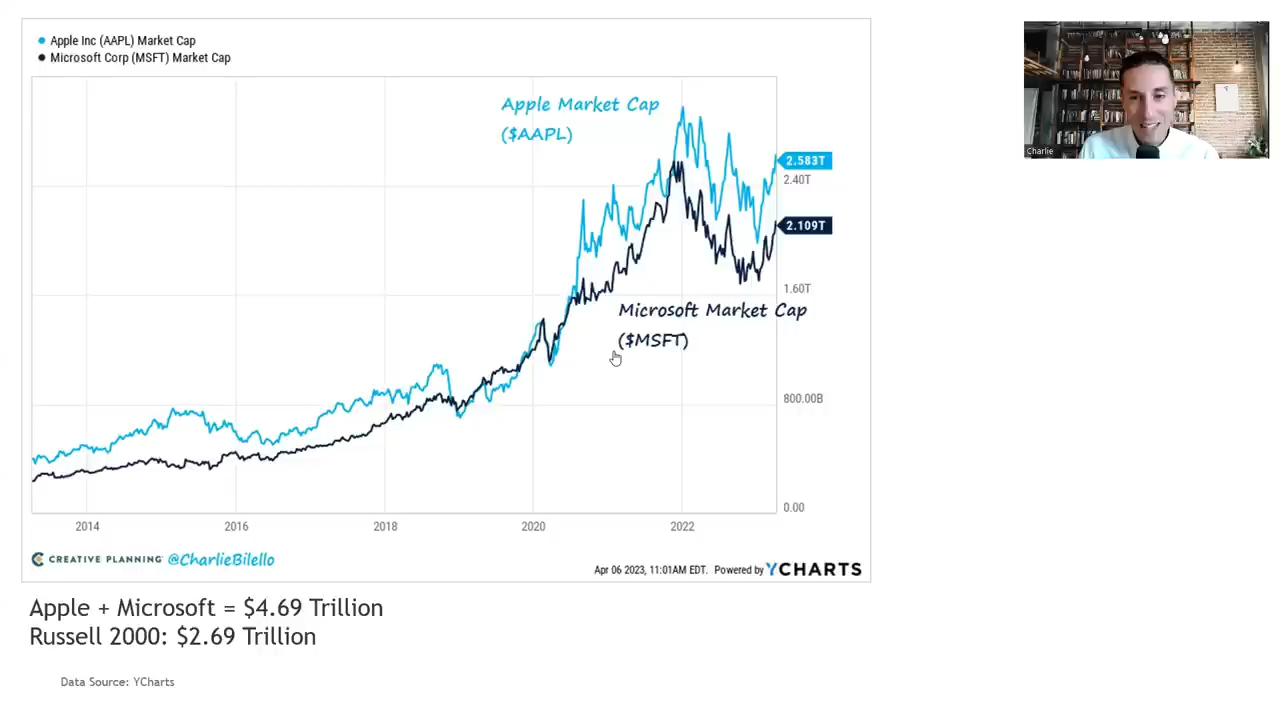 Apple Inc (AAPL) Market Cap
Microsoft Corp (MSFT) Market Cap
Apple Market Cap
($AAPL)
2.583T
2.40T
2.109T
1.60T
Microsoft Market Cap
($MSFT)
800.00B
0.00
2014 2016 2018 2020 2022
CREATIVE PLANNING @CharlieBilello
Apr 06 2023, 11:01AM EDT. Powered by YCHARTS
Apple + Microsoft = $4.69 Trillion
Russell 2000: $2.69 Trillion
Data Source: YCharts
Charlie